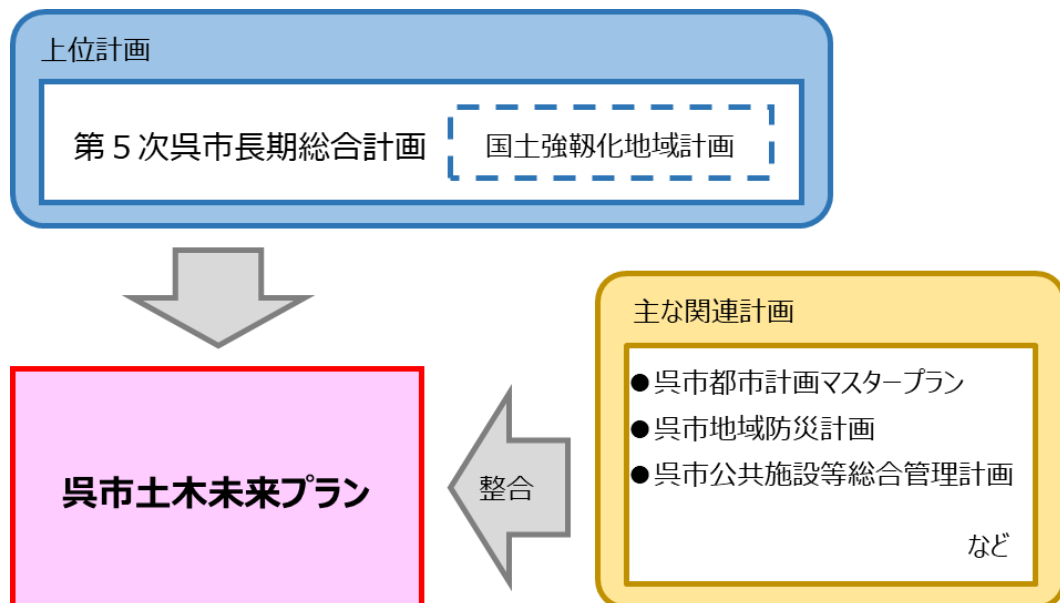 上位計画
第５次呉市長期総合計画
国土強靱化地域計画
主な関連計画
●呉市都市計画マスタープラン
●呉市地域防災計画
●呉市公共施設等総合管理計画
など
整合
呉市土木未来プラン